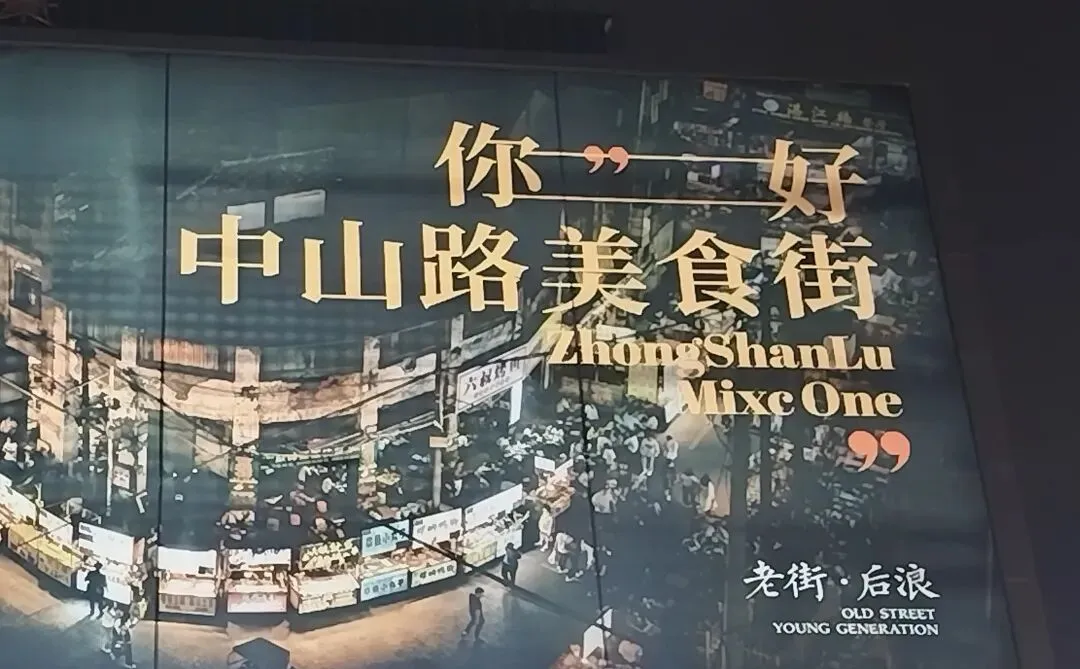 你 ” 好
中山路美食街
ZhongShanLu
Mixc One
”
老街·后浪
OLD STREET
YOUNG GENERATION